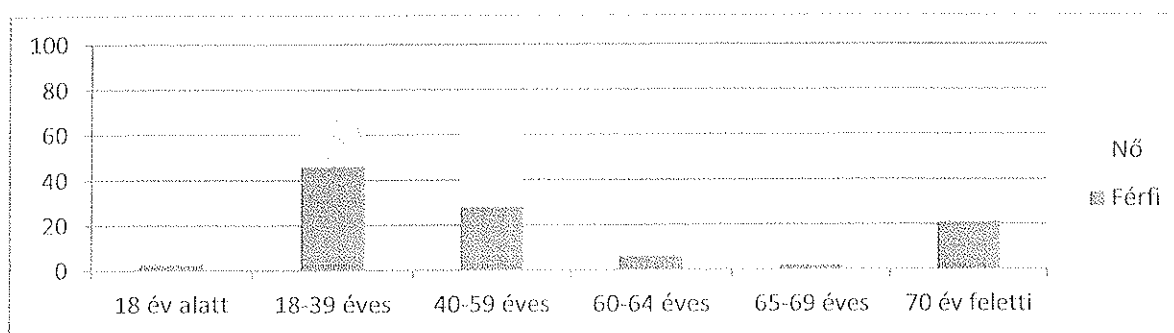 100
80
60
40
20
0
18 év alatt 18-39 éves 40-59 éves 60-64 éves 65-69 éves 70 év feletti
Nő
Férfi